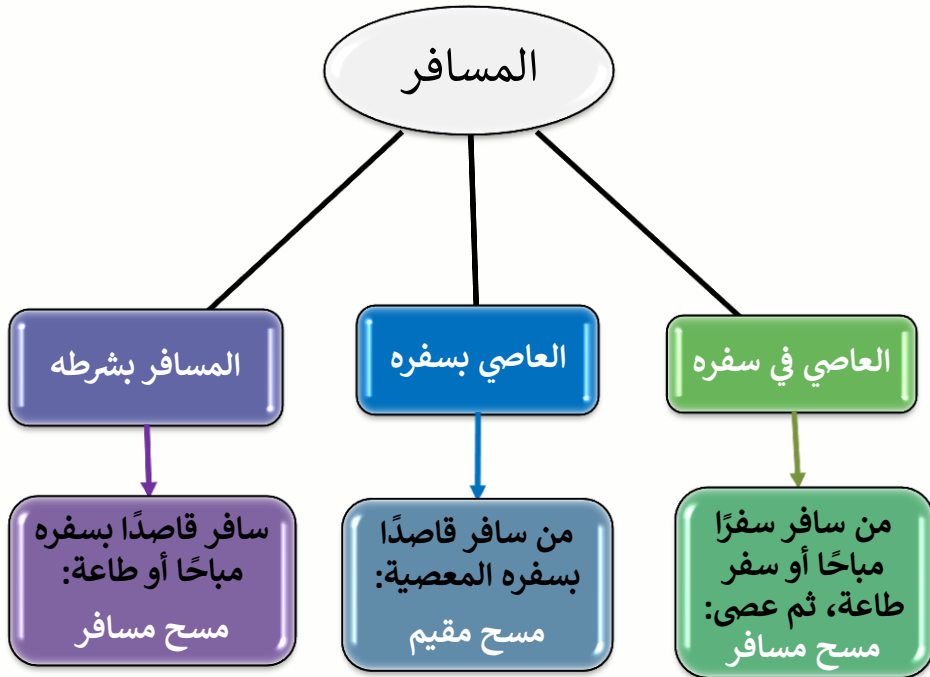 المسافر
العاصي في سفره
العاصي بسفره
المسافر بشرطه
من سافر سفرًا
مباحًا أو سفر
طاعة، ثم عصى:
مسح مسافر
من سافر قاصدًا
بسفره المعصية:
مسح مقيم
سافر قاصدًا بسفره
مباحًا أو طاعة:
مسح مسافر